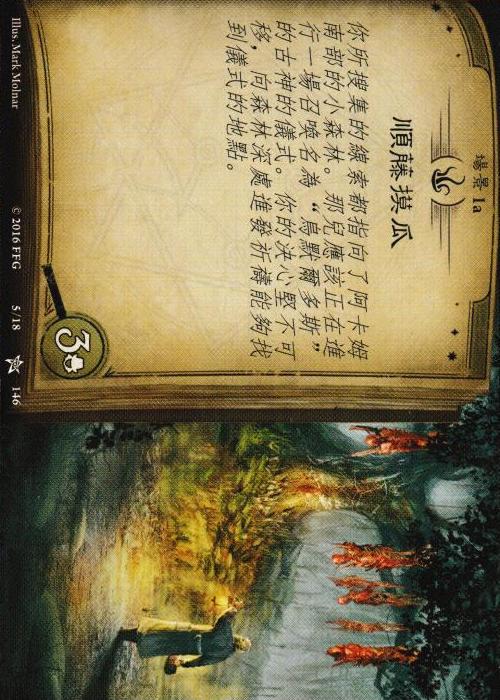 場景 1a
順藤摸瓜
你所搜集的線索都指向了阿卡姆
南部的小森林。那兒應該正在進
行一場召喚名為“烏默爾多斯”
的古神的儀式。你的決心堅不可
移，向森林深處進發祈禱能夠找
到儀式的地點。
3
Illus. Mark Molnar
© 2016 FFG
5/18
146